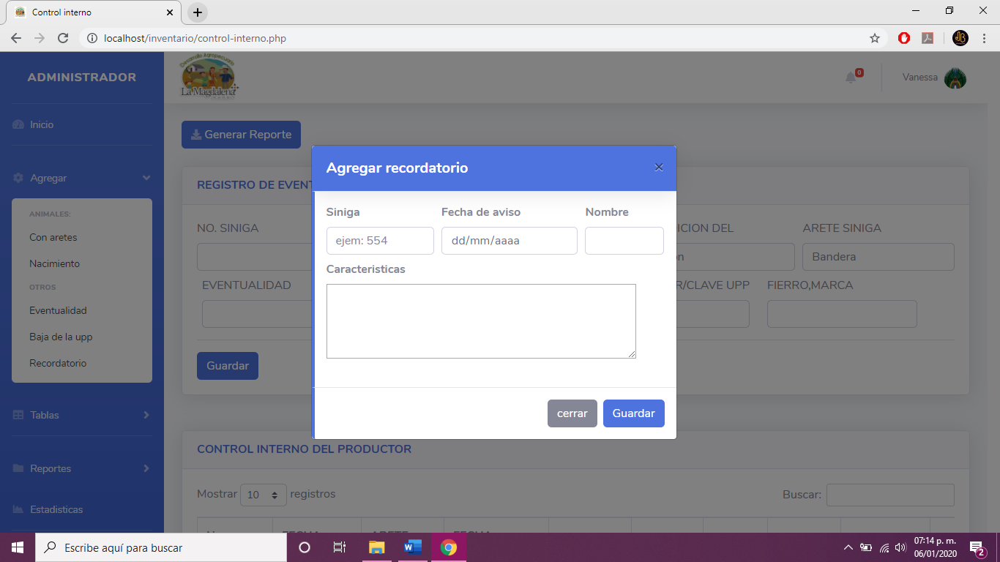 Control interno
localhost/inventario/control-interno.php
ADMINISTRADOR
Desarrollo Agropecuario
La Magdalena
0
Vanessa
Inicio
Generar Reporte
Agregar recordatorio
×
Agregar
REGISTRO DE EVENT
ANIMALES:
Con aretes
Nacimiento
OTROS
Eventualidad
Baja de la upp
Recordatorio
Siniga
Fecha de aviso
Nombre
NO. SINIGA
ICION DEL
ARETE SINIGA
ejem: 554
dd/mm/aaaa
n
Bandera
Caracteristicas
EVENTUALIDAD
R/CLAVE UPP
FIERRO,MARCA
Guardar
cerrar
Guardar
Tablas
CONTROL INTERNO DEL PRODUCTOR
Reportes
Mostrar 10 registros
Buscar:
Estadisticas
Escribe aquí para buscar
07:14 p. m.
06/01/2020
2